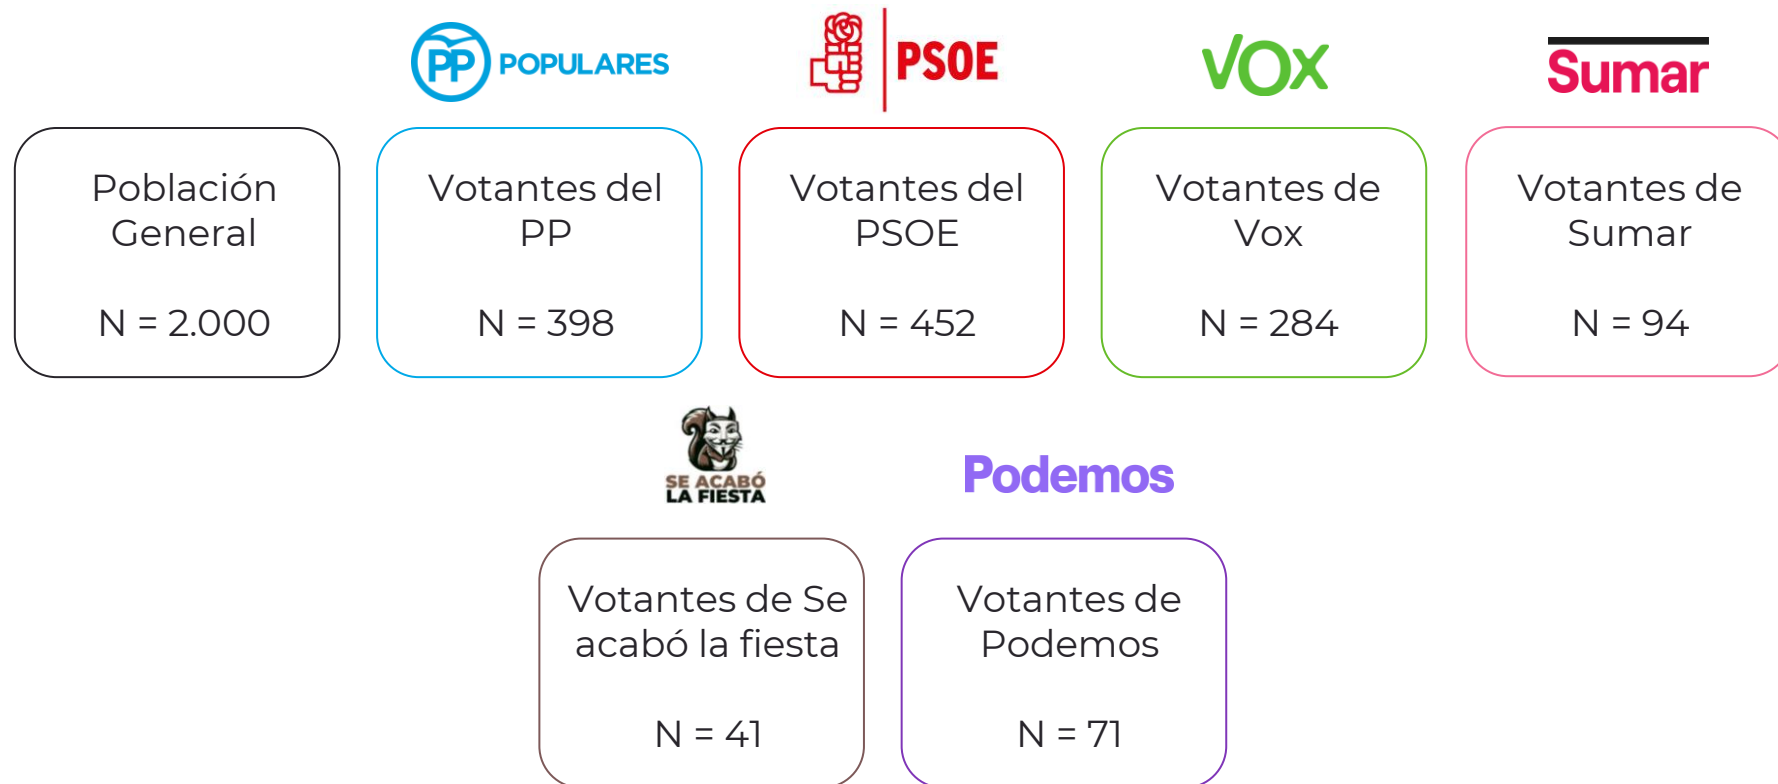 PP POPULARES
PSOE
VOX
Sumar
Población
General
N = 2.000
Votantes del
PP
N = 398
Votantes del
PSOE
N = 452
Votantes de
Vox
N = 284
Votantes de
Sumar
N = 94
SE ACABÓ
LA FIESTA
Podemos
Votantes de Se
acabó la fiesta
N = 41
Votantes de
Podemos
N = 71